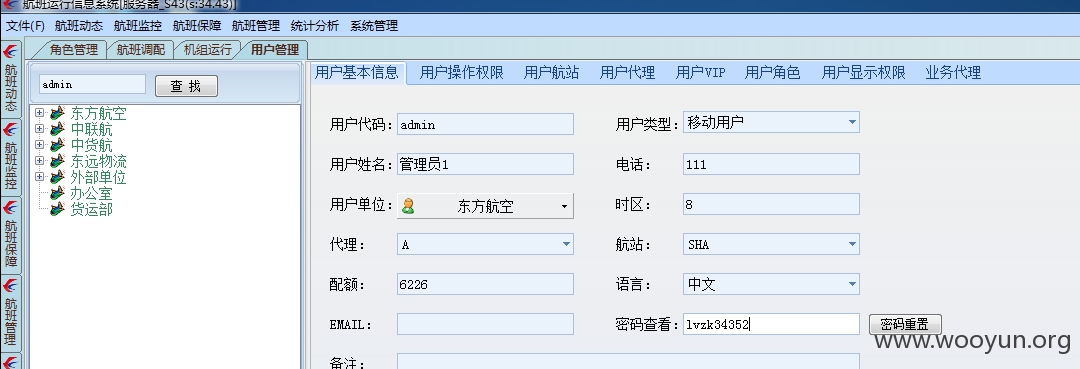 航班运行信息系统[服务器_S43(s:34.43)]
文件(F) 航班动态 航班监控 航班保障 航班管理 统计分析 系统管理
角色管理 航班调配 机组运行 用户管理
航班动态
航班监控
航班保障
航班管理
admin 查 找
东方航空
中联航
中货航
东远物流
外部单位
办公室
货运部
用户基本信息 用户操作权限 用户航站 用户代理 用户VIP 用户角色 用户显示权限 业务代理
用户代码: admin 用户类型: 移动用户
用户姓名: 管理员1 电话: 111
用户单位: 东方航空 时区: 8
代理: A 航站: SHA
配额: 6226 语言: 中文
EMAIL: 密码查看: lvzk34352 密码重置
备注:
www.wooyun.org